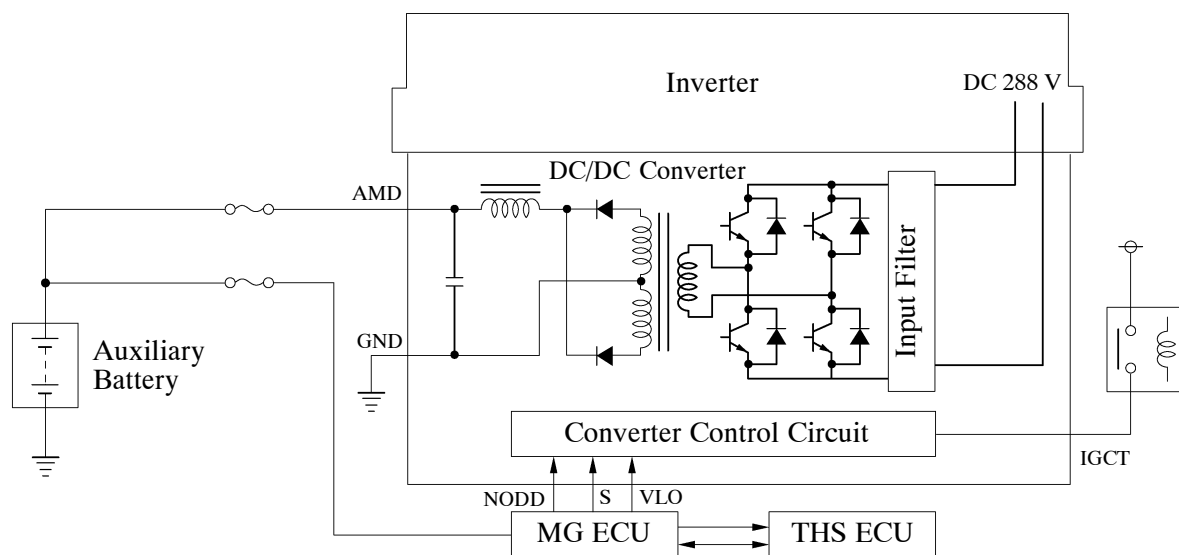 Inverter
DC 288 V
DC/DC Converter
AMD
Input Filter
GND
Auxiliary
Battery
Converter Control Circuit
IGCT
NODD
S
VLO
MG ECU
THS ECU